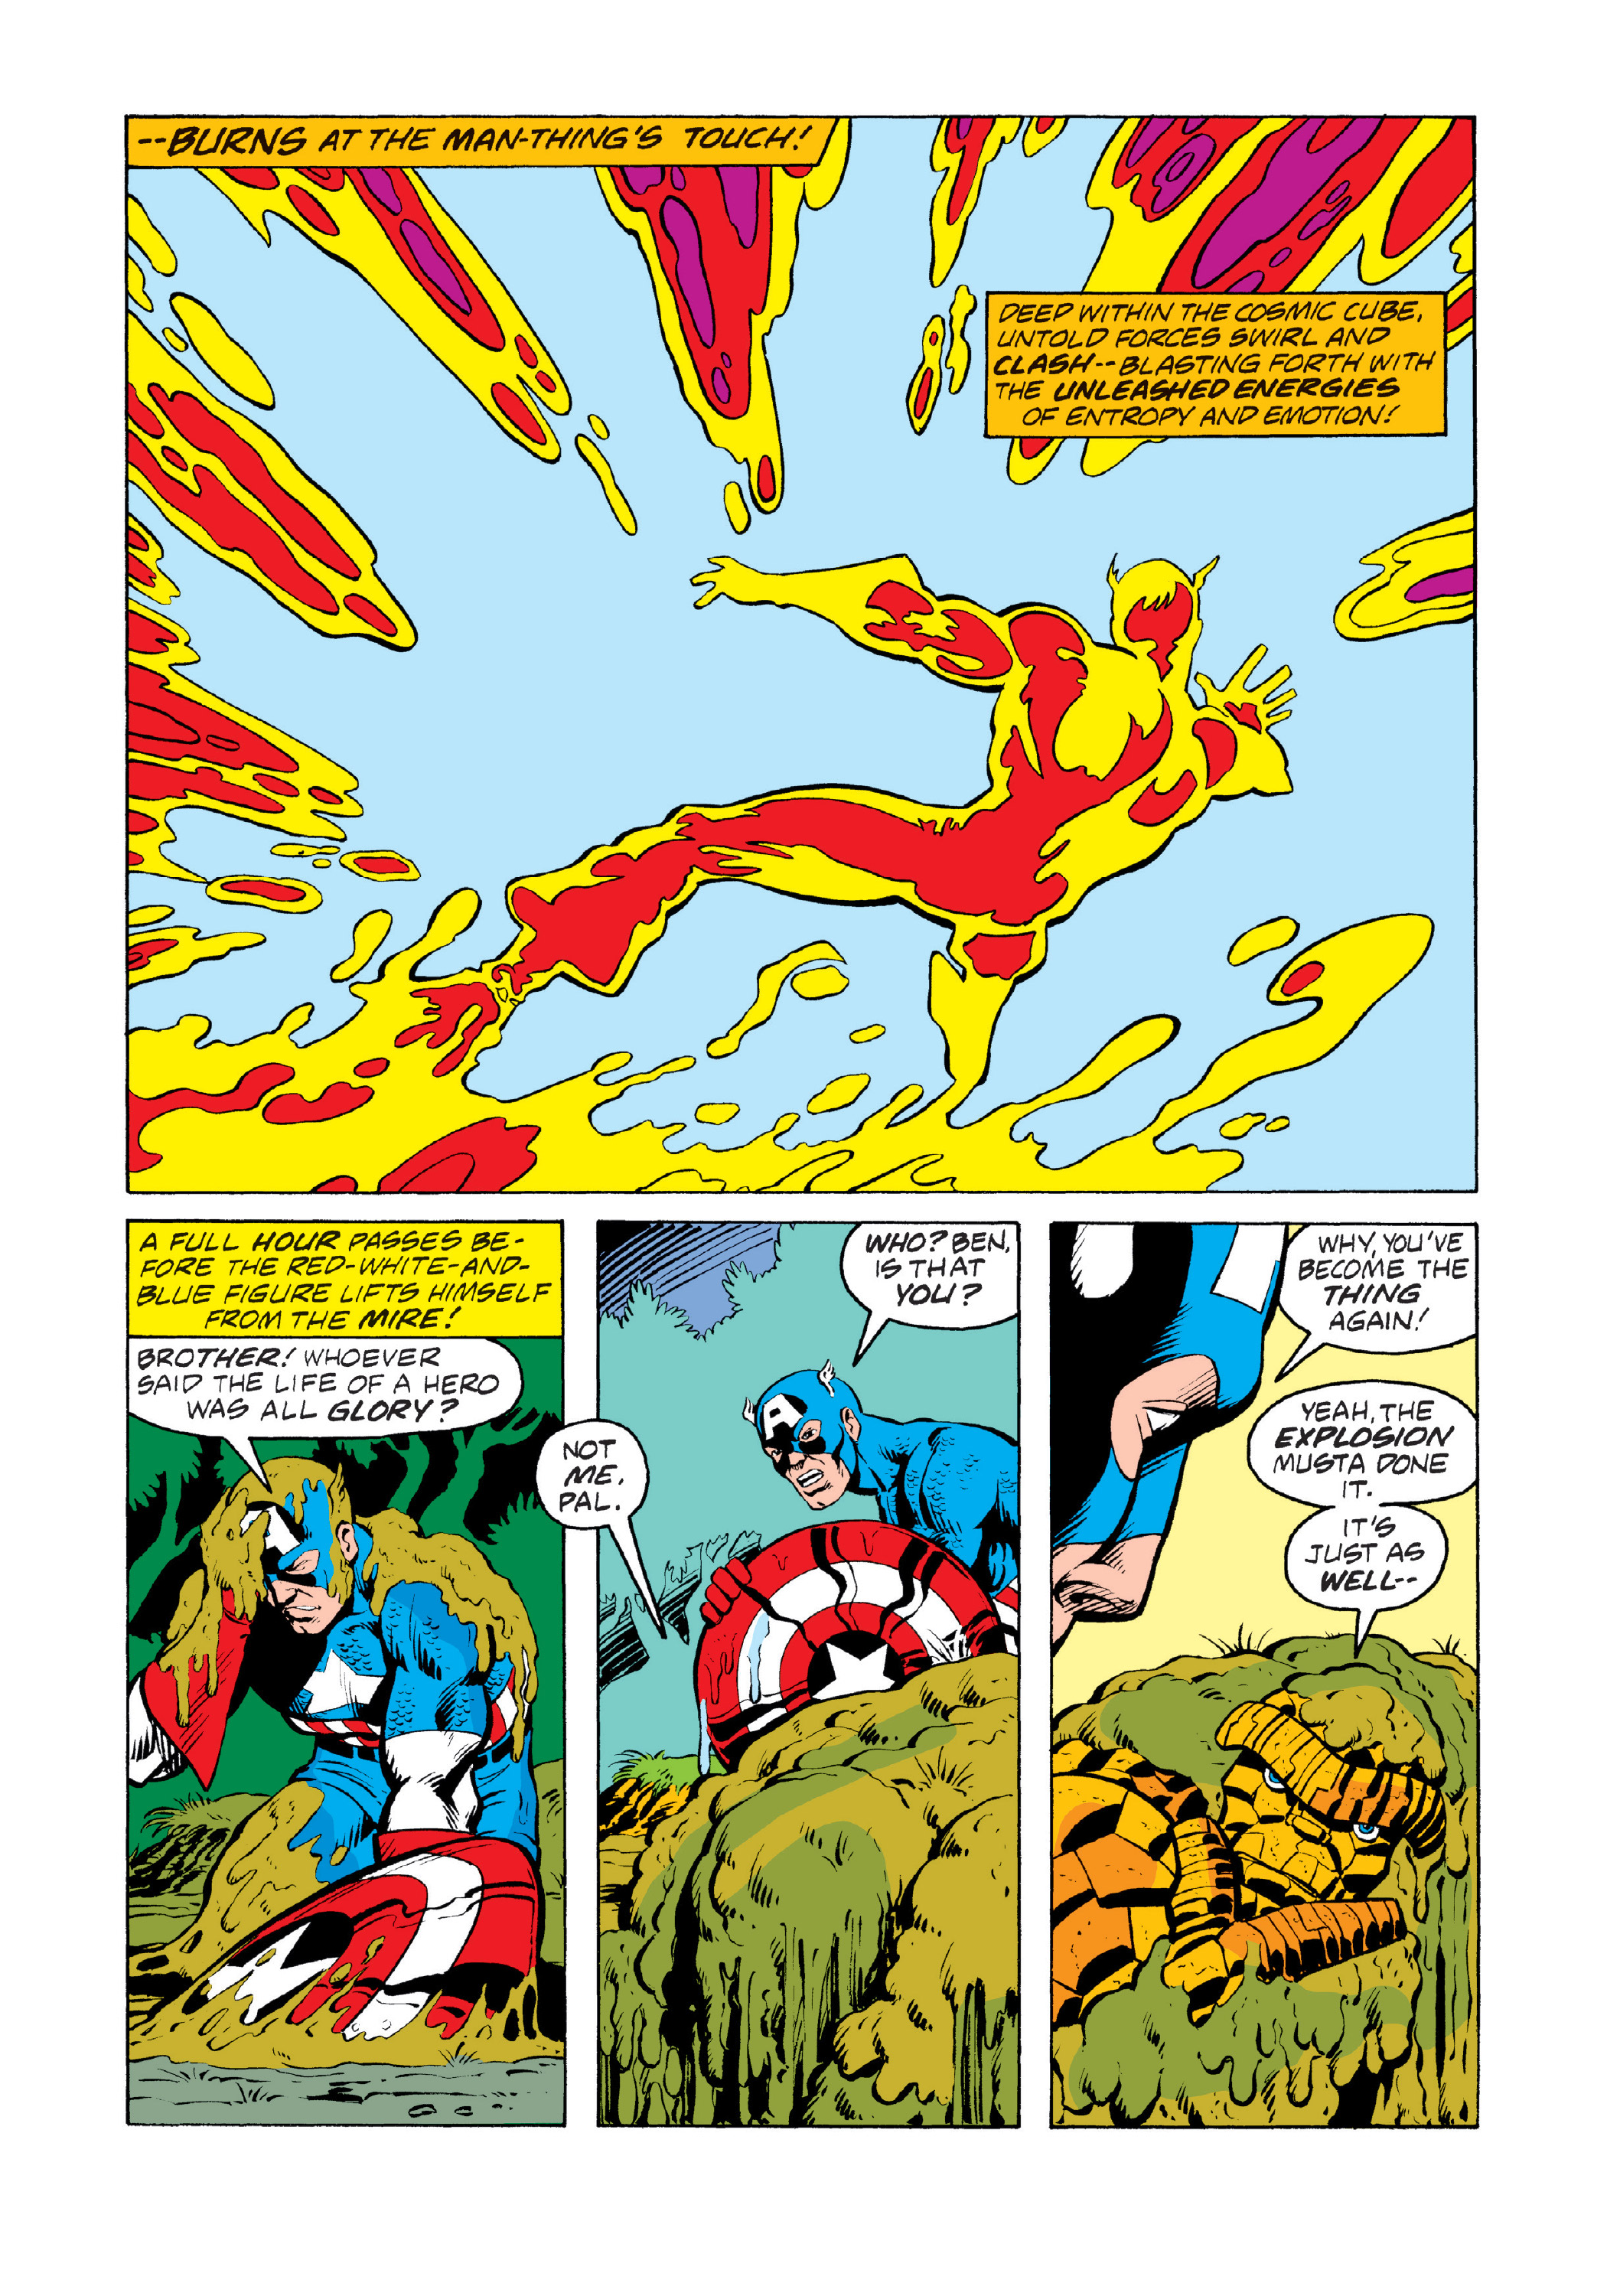 --BURNS AT THE MAN-THING'S TOUCH!
DEEP WITHIN THE COSMIC CUBE,
UNTOLD FORCES SWIRL AND
CLASH--BLASTING FORTH WITH
THE UNLEASHED ENERGIES
OF ENTROPY AND EMOTION!
A FULL HOUR PASSES BE-
FORE THE RED-WHITE-AND-
BLUE FIGURE LIFTS HIMSELF
FROM THE MIRE!
BROTHER! WHOEVER
SAID THE LIFE OF A HERO
WAS ALL GLORY?
WHO? BEN,
IS THAT
YOU?
NOT
ME,
PAL.
WHY, YOU'VE
BECOME THE
THING
AGAIN!
YEAH, THE
EXPLOSION
MUSTA DONE
IT.
IT'S
JUST AS
WELL--
A